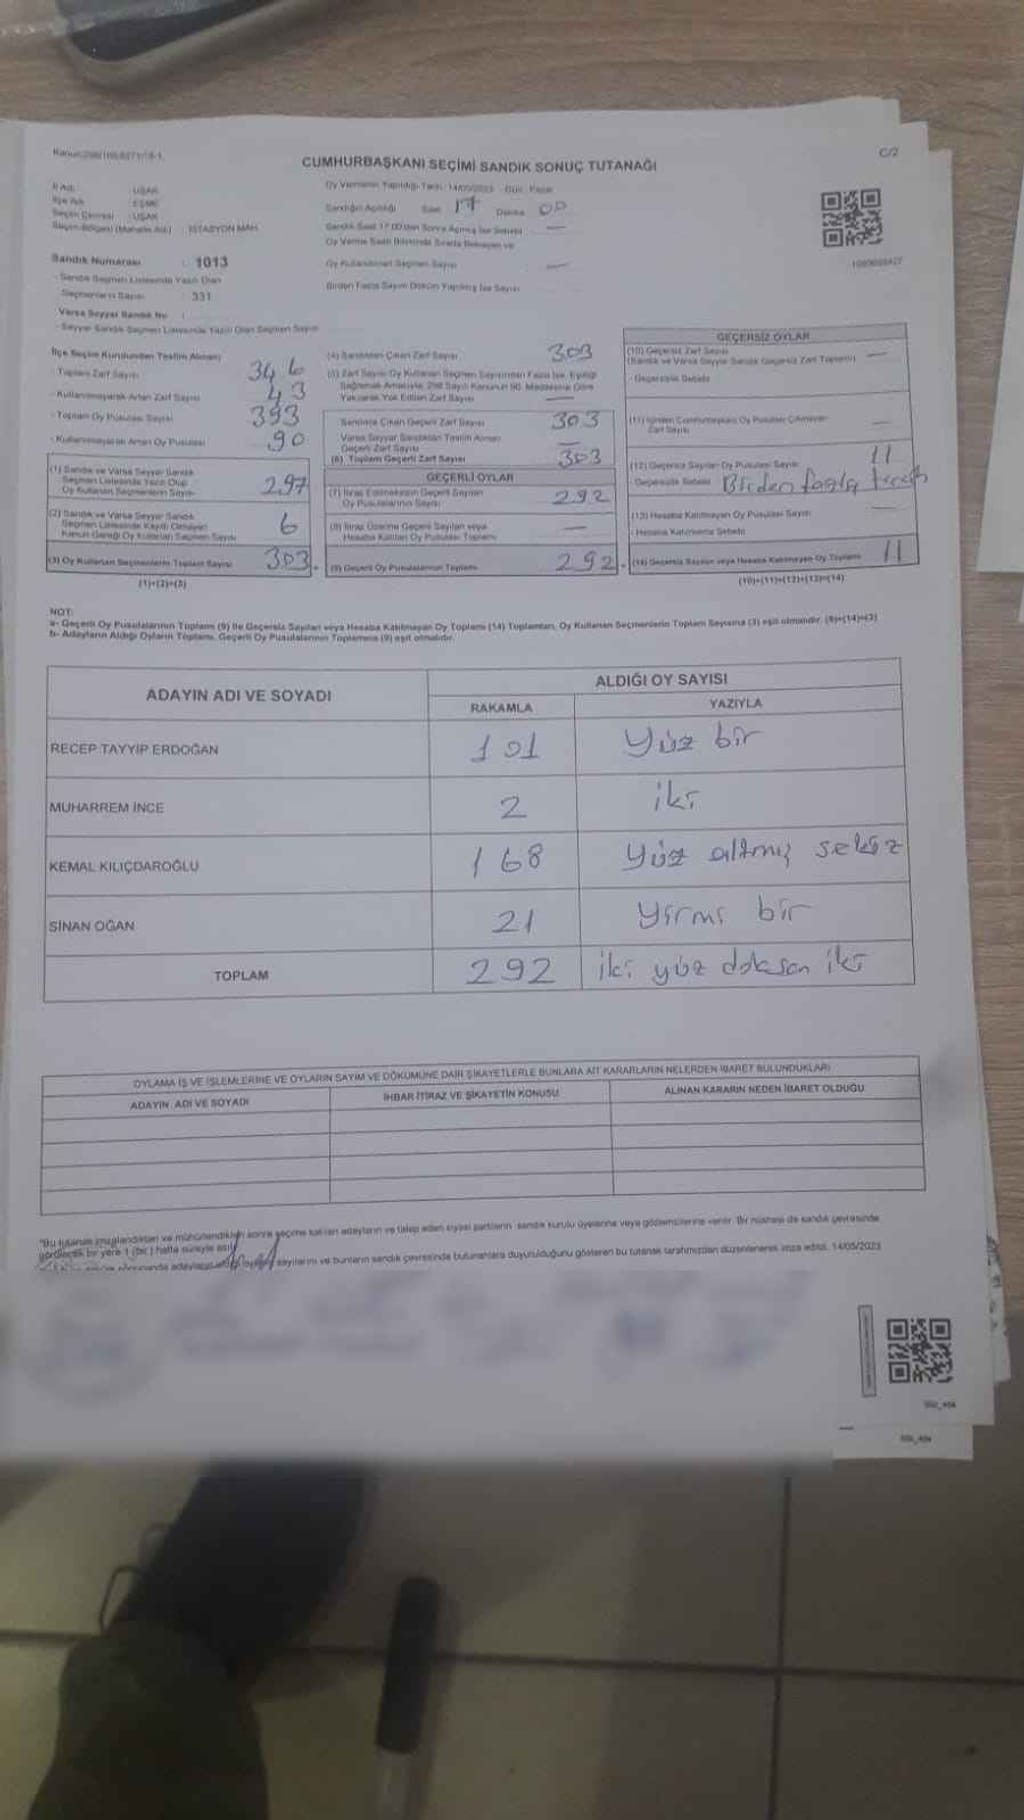 C/2
CUMHURBAŞKANI SEÇİMİ SANDIK SONUÇ TUTANAĞI
İl Adı : UŞAK
İlçe Adı : EŞME
Seçim Çevresi : UŞAK
Seçim Bölgesi (Mahalle Adı) : İSTASYON MAH.
Sandık Numarası : 1013
Sandık Seçmen Listesinde Yazılı Olan
Seçmenlerin Sayısı : 331
Varsa Seyyar Sandık No :
- Seyyar Sandık Seçmen Listesinde Yazılı Olan Seçmen Sayısı
Oy Vermenin Yapıldığı Tarih: 14/05/2023 Gün: Pazar
Sandığın Açıldığı Saat 17 Dakika 00
Sandık Saat 17:00'den Sonra Açılmış İse Sebebi —
Oy Verme Saati Bitiminde Sırada Bekleyen ve
Oy Kullandırılan Seçmen Sayısı —
Birden Fazla Sayım Döküm Yapılmış İse Sayısı
İlçe Seçim Kurulundan Teslim Alınan;
Toplam Zarf Sayısı 346
- Kullanılmayarak Artan Zarf Sayısı 43
- Toplam Oy Pusulası Sayısı 393
- Kullanılmayarak Artan Oy Pusulası 90
(1) Sandık ve Varsa Seyyar Sandık
Seçmen Listesinde Yazılı Olup
Oy Kullanan Seçmenlerin Sayısı 297
(2) Sandık ve Varsa Seyyar Sandık
Seçmen Listesinde Kayıtlı Olmayan
Kanun Gereği Oy Kullanan Seçmen Sayısı 6
(3) Oy Kullanan Seçmenlerin Toplam Sayısı 303
(1)+(2)=(3)
(4) Sandıktan Çıkan Zarf Sayısı 303
(5) Zarf Sayısı Oy Kullanan Seçmen Sayısından Fazla İse, Eşitliği
Sağlamak Amacıyla 298 Sayılı Kanunun 98. Maddesine Göre
Yakılarak Yok Edilen Zarf Sayısı —
Sandıkta Çıkan Geçerli Zarf Sayısı 303
Varsa Seyyar Sandıktan Teslim Alınan
Geçerli Zarf Sayısı —
(6) Toplam Geçerli Zarf Sayısı 303
GEÇERLİ OYLAR
(7) İtiraz Edilmeksizin Geçerli Sayılan
Oy Pusulalarının Sayısı 292
(8) İtiraz Üzerine Geçerli Sayılan veya
Hesaba Katılan Oy Pusulası Toplamı —
(9) Geçerli Oy Pusulalarının Toplamı 292
GEÇERSİZ OYLAR
(10) Geçersiz Zarf Sayısı
(Sandık ve Varsa Seyyar Sandık Geçersiz Zarf Toplamı) —
- Geçersizlik Sebebi
(11) İçinden Cumhurbaşkanı Oy Pusulası Çıkmayan
Zarf Sayısı —
(12) Geçersiz Sayılan Oy Pusulası Sayısı 11
- Geçersizlik Sebebi Birden fazla tercih
(13) Hesaba Katılmayan Oy Pusulası Sayısı —
- Hesaba Katılmama Sebebi
(14) Geçersiz Sayılan veya Hesaba Katılmayan Oy Toplamı 11
(10)+(11)+(12)+(13)=(14)
NOT:
a- Geçerli Oy Pusulalarının Toplamı (9) ile Geçersiz Sayılan veya Hesaba Katılmayan Oy Toplamı (14) Toplamları, Oy Kullanan Seçmenlerin Toplam Sayısına (3) eşit olmalıdır. (9)+(14)=(3)
b- Adayların Aldığı Oyların Toplamı, Geçerli Oy Pusulalarının Toplamına (9) eşit olmalıdır.
ADAYIN ADI VE SOYADI
ALDIĞI OY SAYISI
RAKAMLA YAZIYLA
RECEP TAYYİP ERDOĞAN 101 Yüz bir
MUHARREM İNCE 2 iki
KEMAL KILIÇDAROĞLU 168 Yüz altmış sekiz
SİNAN OĞAN 21 Yirmi bir
TOPLAM 292 iki yüz doksan iki
OYLAMA İŞ VE İŞLEMLERİNE VE OYLARIN SAYIM VE DÖKÜMÜNE DAİR ŞİKAYETLERLE BUNLARA AİT KARARLARIN NELERDEN İBARET BULUNDUKLARI
ADAYIN ADI VE SOYADI İHBAR İTİRAZ VE ŞİKAYETİN KONUSU ALINAN KARARIN NEDEN İBARET OLDUĞU
"Bu tutanak imzalandıktan ve mühürlendikten sonra seçime katılan adayların ve talep eden siyasi partilerin sandık kurulu üyelerine veya gözlemcilerine verilir. Bir nüshası da sandık çevresinde
görülecek bir yere 1 (bir) hafta süreyle asılır.
sayılarını ve bunların sandık çevresinde bulunanlara duyurulduğunu gösteren bu tutanak tarafımızdan düzenlenerek imza edildi. 14/05/2023